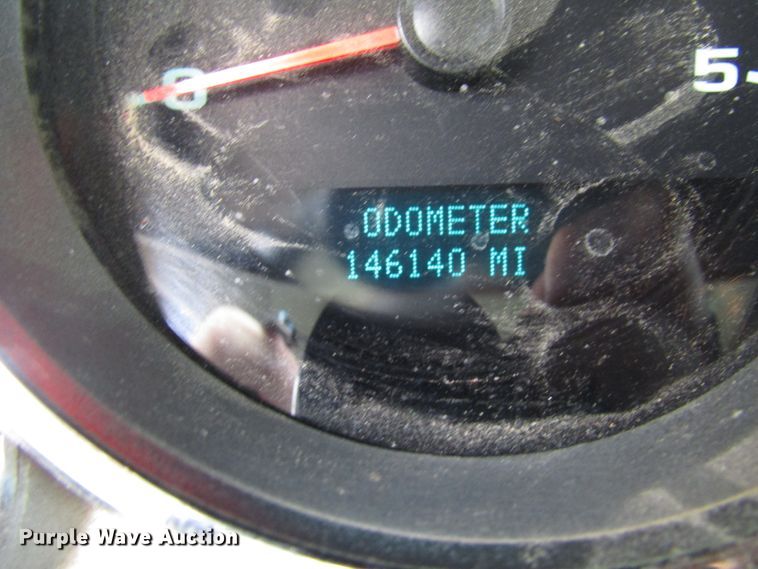 0
5
ODOMETER
146140 MI
Purple Wave Auction